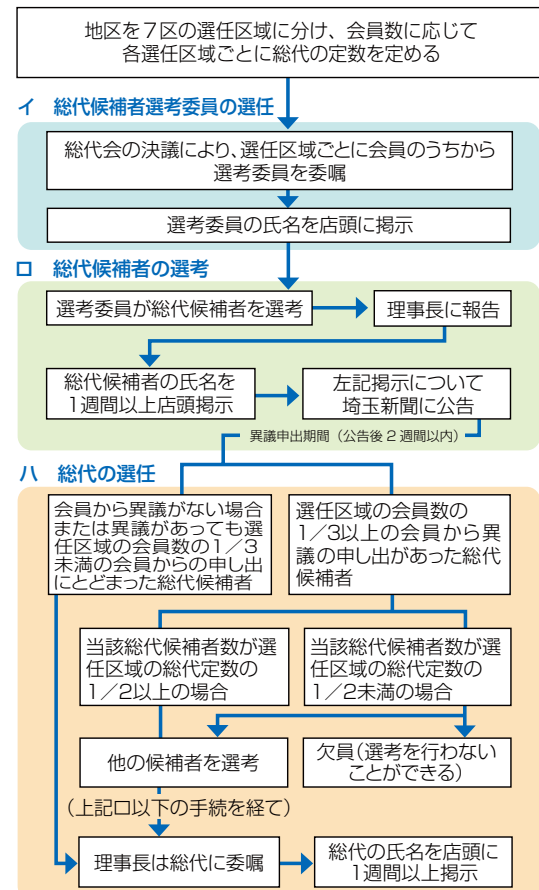 地区を7区の選任区域に分け、会員数に応じて
各選任区域ごとに総代の定数を定める
イ 総代候補者選考委員の選任
総代会の決議により、選任区域ごとに会員のうちから
選考委員を委嘱
選考委員の氏名を店頭に掲示
ロ 総代候補者の選考
選考委員が総代候補者を選考
理事長に報告
総代候補者の氏名を
1週間以上店頭掲示
左記掲示について
埼玉新聞に公告
異議申出期間(公告後2週間以内)
ハ 総代の選任
会員から異議がない場合
または異議があっても選
任区域の会員数の1/3
未満の会員からの申し出
にとどまった総代候補者
選任区域の会員数の
1/3以上の会員から異
議の申し出があった総代
候補者
当該総代候補者数が選
任区域の総代定数の
1/2以上の場合
当該総代候補者数が選
任区域の総代定数の
1/2未満の場合
他の候補者を選考
欠員(選考を行わない
ことができる)
(上記ロ以下の手続を経て)
理事長は総代に委嘱
総代の氏名を店頭に
1週間以上掲示